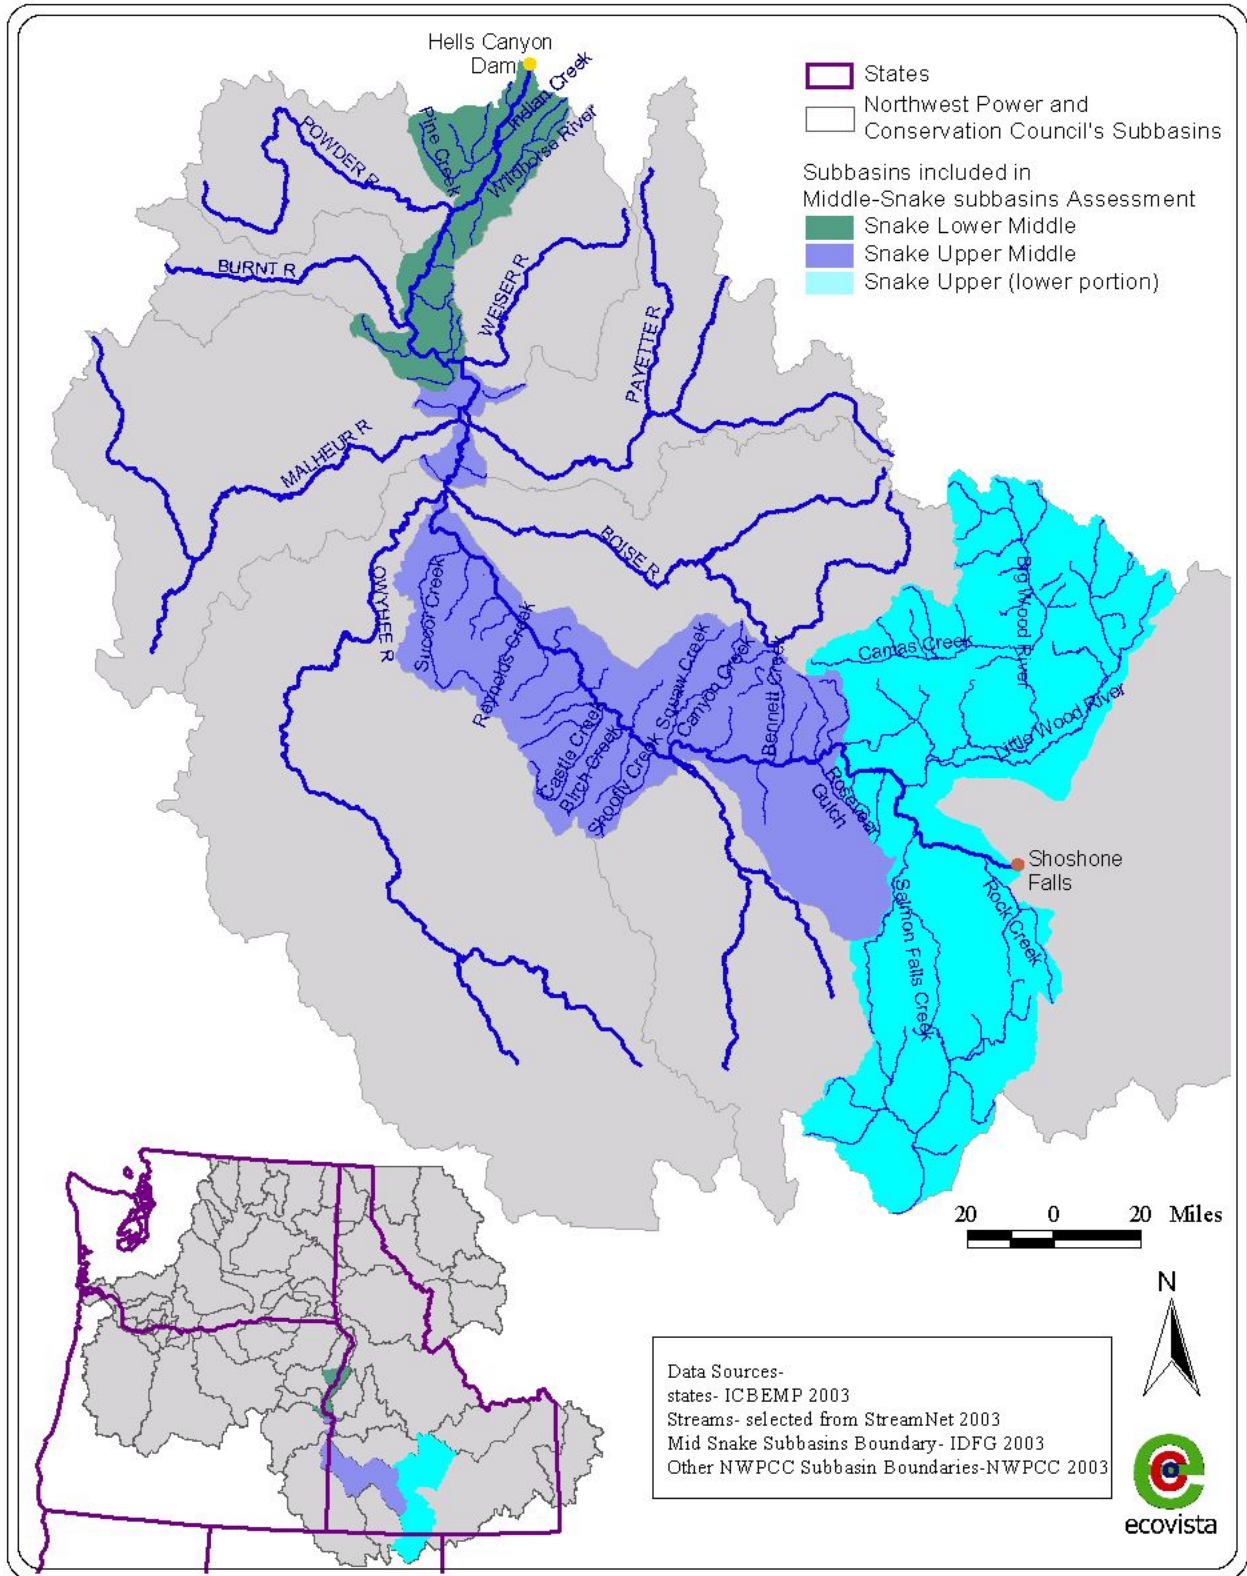 Hells Canyon
Dam
Indian Creek
Pine Creek
Wildhorse River
POWDER R
BURNT R
WEISER R
PAYETTE R
MALHEUR R
BOISE R
OWYHEE R
Succor Creek
Reynolds Creek
Castle Creek
Birch Creek
Shoofly Creek
Squaw Creek
Canyon Creek
Bennett Creek
Rosevear
Gulch
Camas Creek
Big Wood River
Little Wood River
Salmon Falls Creek
Rock Creek
Shoshone
Falls
States
Northwest Power and
Conservation Council's Subbasins
Subbasins included in
Middle-Snake subbasins Assessment
Snake Lower Middle
Snake Upper Middle
Snake Upper (lower portion)
20 0 20 Miles
N
Data Sources-
states- ICBEMP 2003
Streams- selected from StreamNet 2003
Mid Snake Subbasins Boundary- IDFG 2003
Other NWPCC Subbasin Boundaries-NWPCC 2003
ecovista